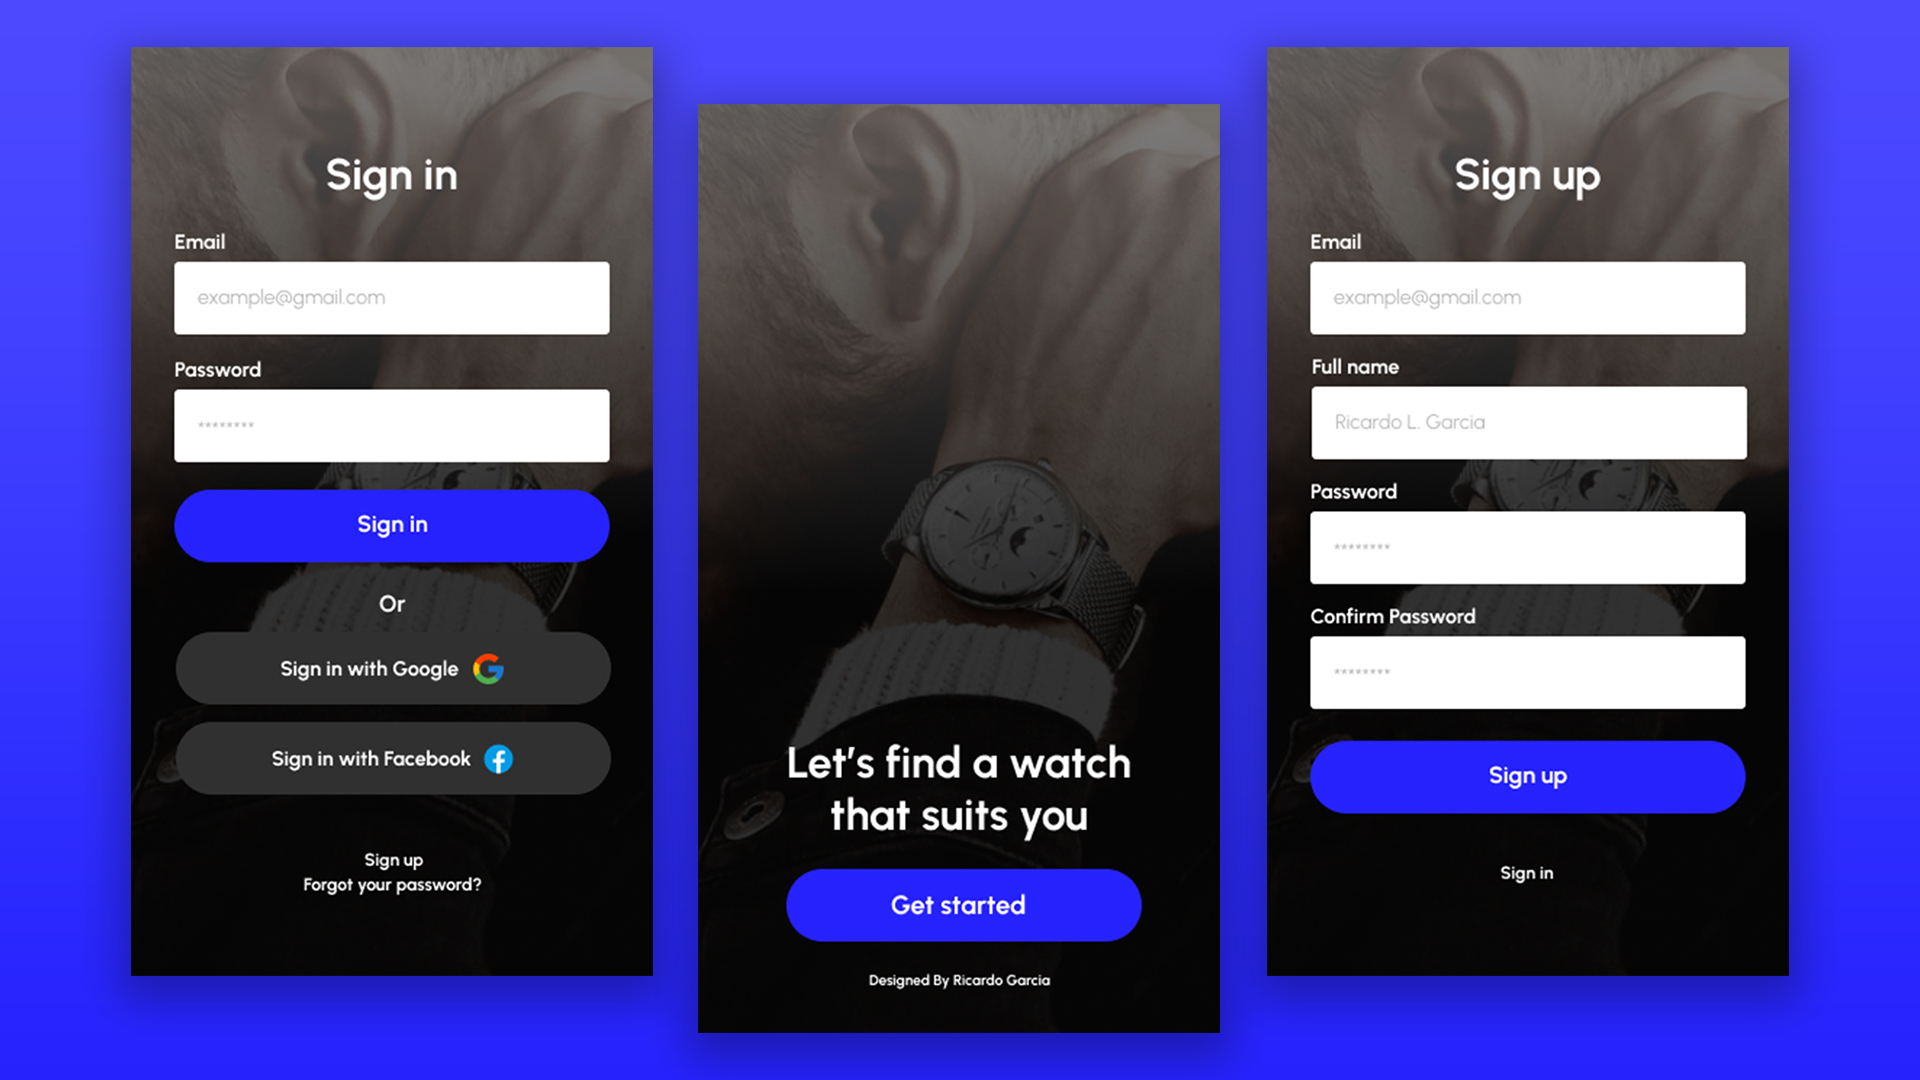 Sign in
Email
example@gmail.com
Password
********
Sign in
Or
Sign in with Google
Sign in with Facebook
Sign up
Forgot your password?
Let's find a watch
that suits you
Get started
Designed By Ricardo Garcia
Sign up
Email
example@gmail.com
Full name
Ricardo L. Garcia
Password
********
Confirm Password
********
Sign up
Sign in